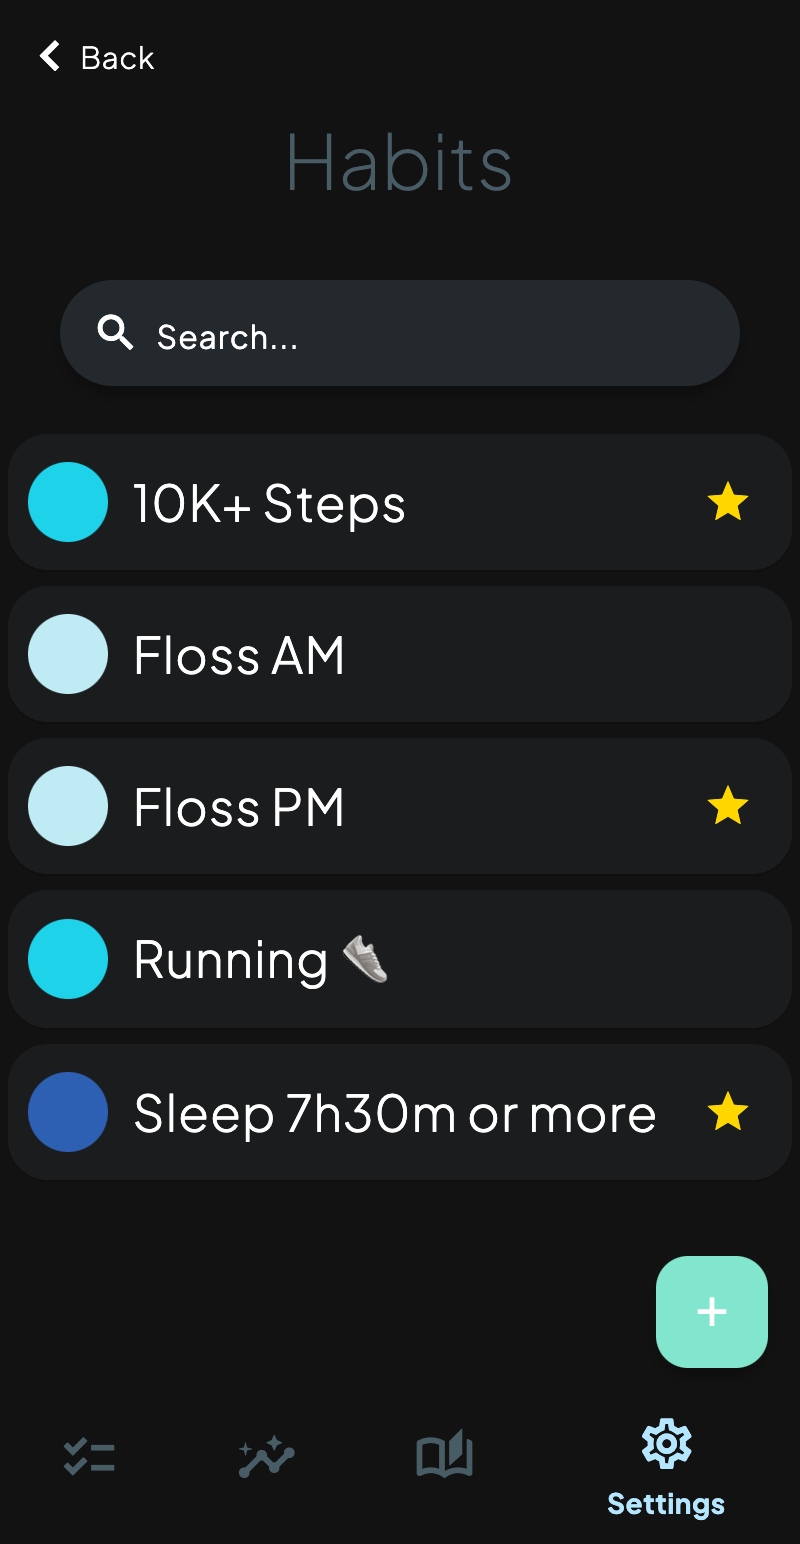 Back
Habits
Search...
10K+ Steps
Floss AM
Floss PM
Running 👟
Sleep 7h30m or more
+
Settings